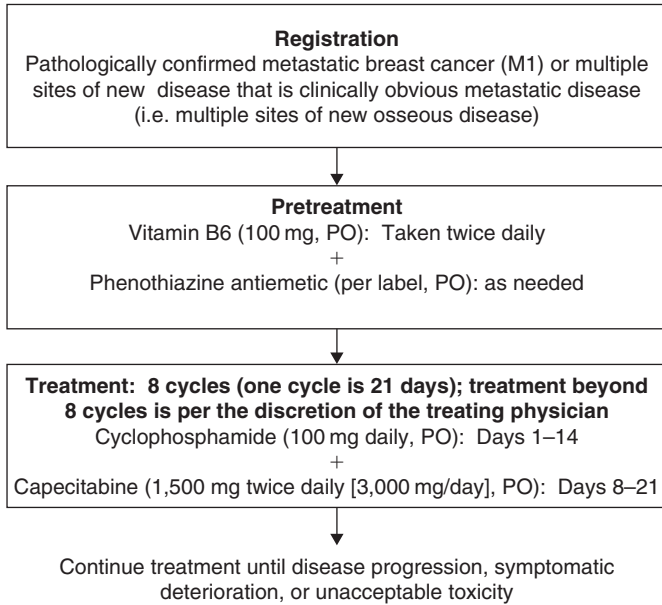 Registration
Pathologically confirmed metastatic breast cancer (M1) or multiple
sites of new disease that is clinically obvious metastatic disease
(i.e. multiple sites of new osseous disease)
Pretreatment
Vitamin B6 (100 mg, PO): Taken twice daily
+
Phenothiazine antiemetic (per label, PO): as needed
Treatment: 8 cycles (one cycle is 21 days); treatment beyond
8 cycles is per the discretion of the treating physician
Cyclophosphamide (100 mg daily, PO): Days 1–14
+
Capecitabine (1,500 mg twice daily [3,000 mg/day], PO): Days 8–21
Continue treatment until disease progression, symptomatic
deterioration, or unacceptable toxicity